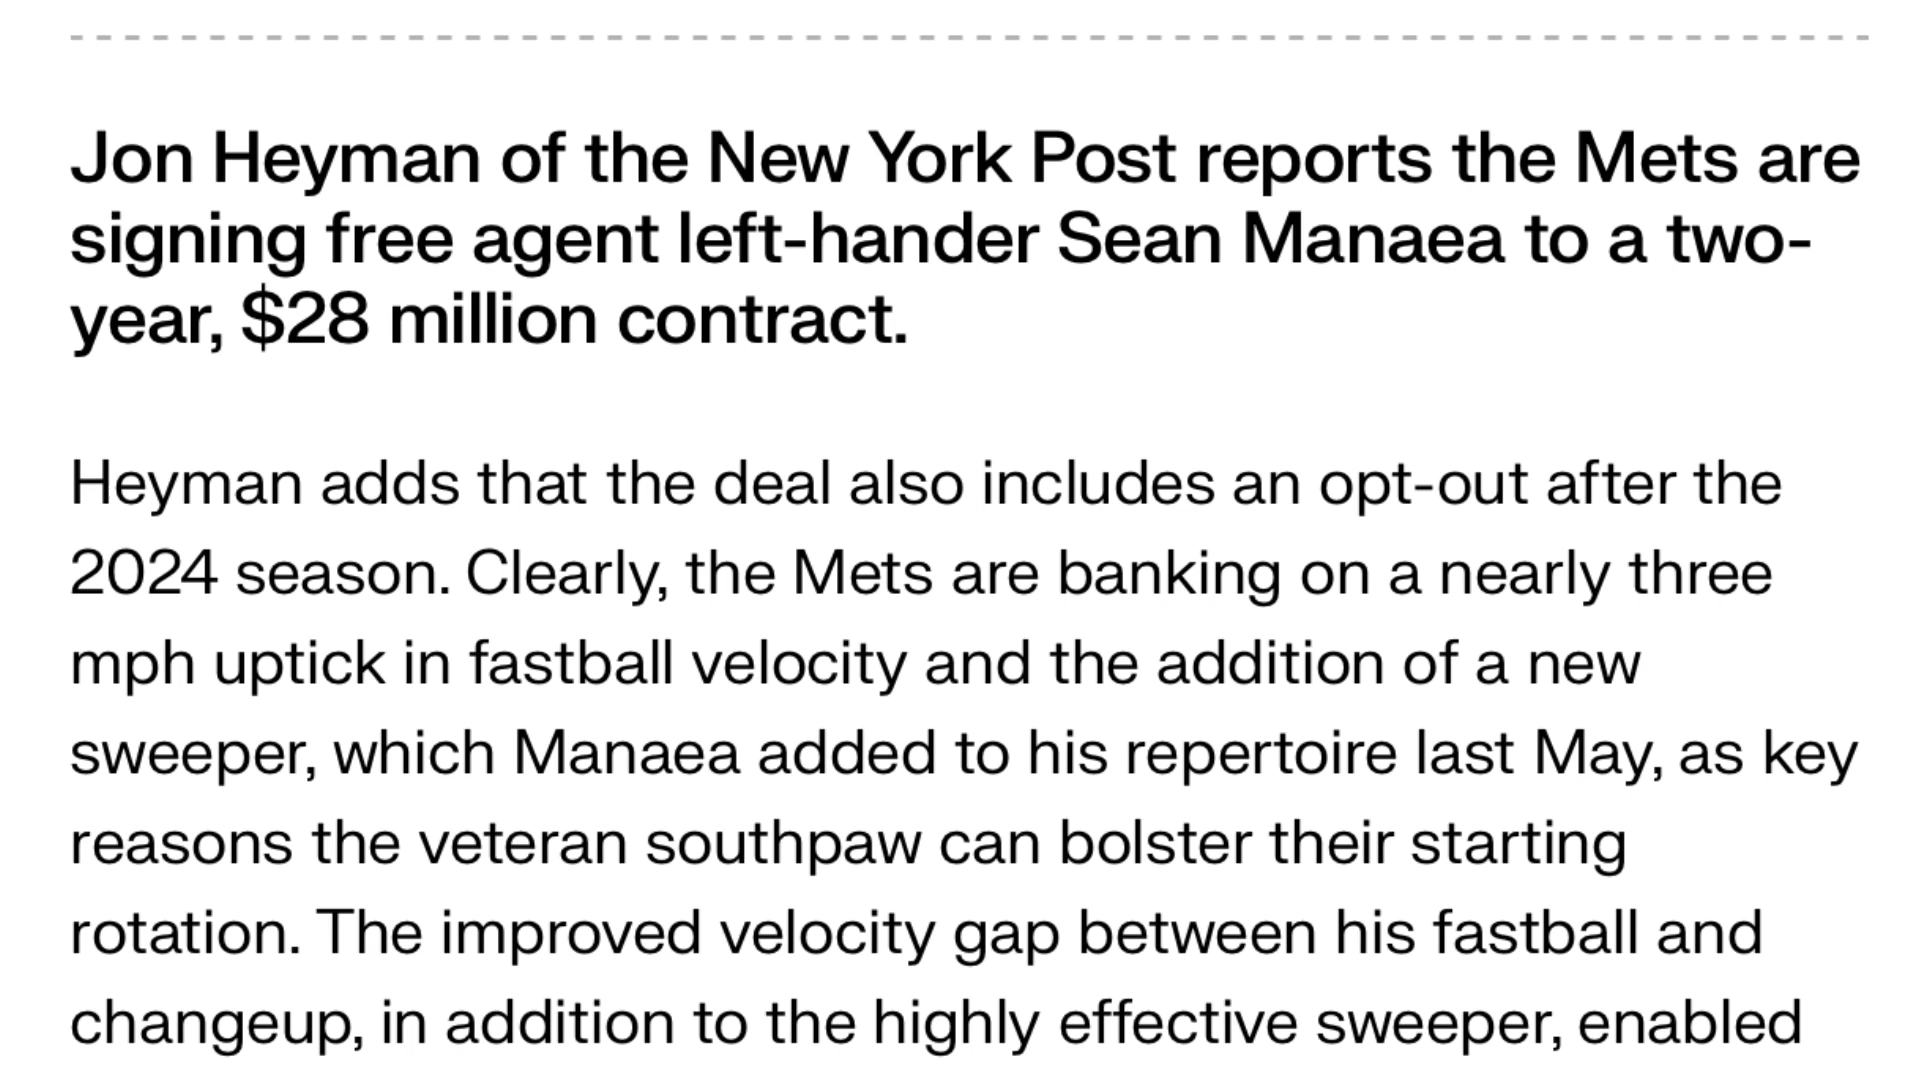 Jon Heyman of the New York Post reports the Mets are
signing free agent left-hander Sean Manaea to a two-
year, $28 million contract.
Heyman adds that the deal also includes an opt-out after the
2024 season. Clearly, the Mets are banking on a nearly three
mph uptick in fastball velocity and the addition of a new
sweeper, which Manaea added to his repertoire last May, as key
reasons the veteran southpaw can bolster their starting
rotation. The improved velocity gap between his fastball and
changeup, in addition to the highly effective sweeper, enabled